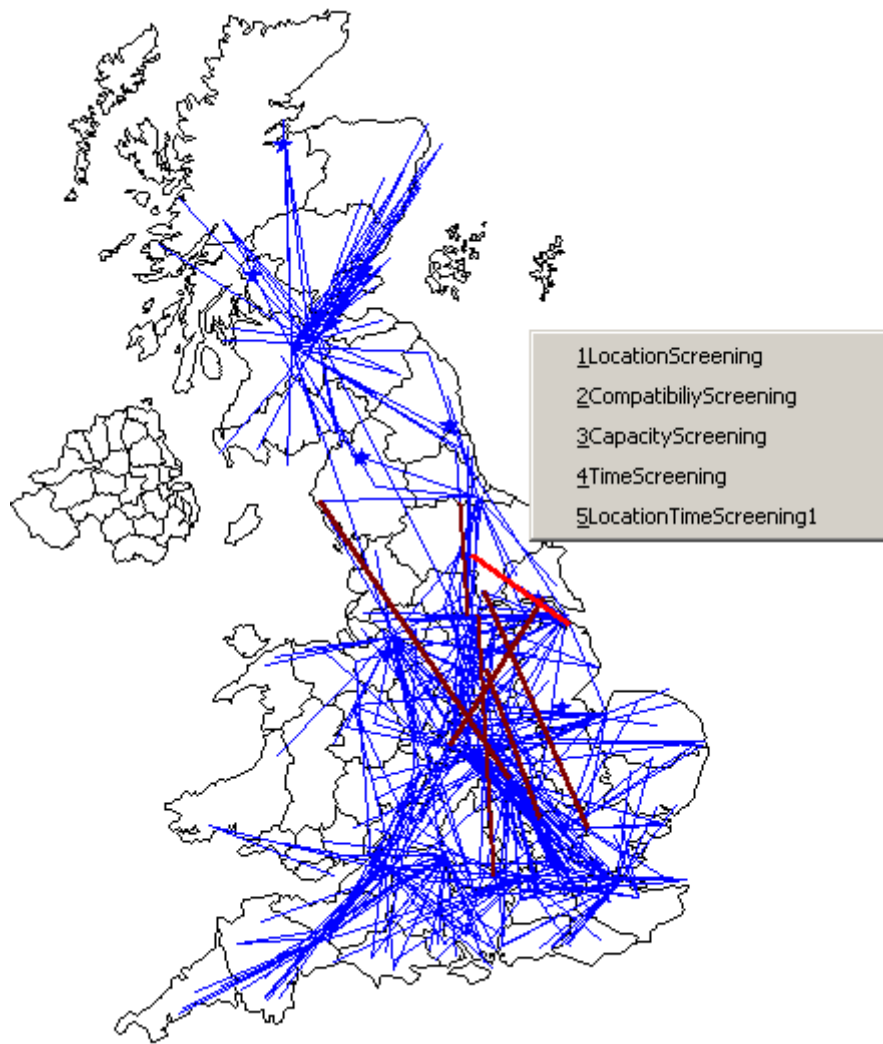 1LocationScreening
2CompatibiliyScreening
3CapacityScreening
4TimeScreening
5LocationTimeScreening1